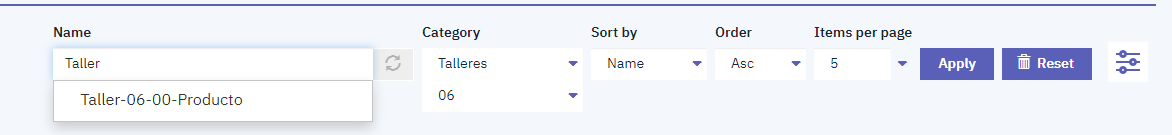 Name
Category
Sort by
Order
Items per page
Taller
Talleres
Name
Asc
5
Apply
Reset
Taller-06-00-Producto
06